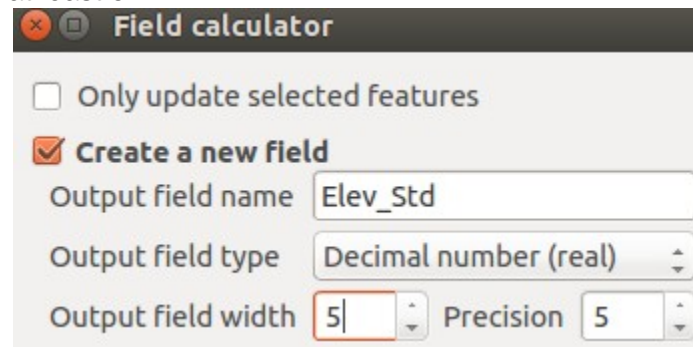 Field calculator
Only update selected features
Create a new field
Output field name Elev_Std
Output field type Decimal number (real)
Output field width 5 Precision 5